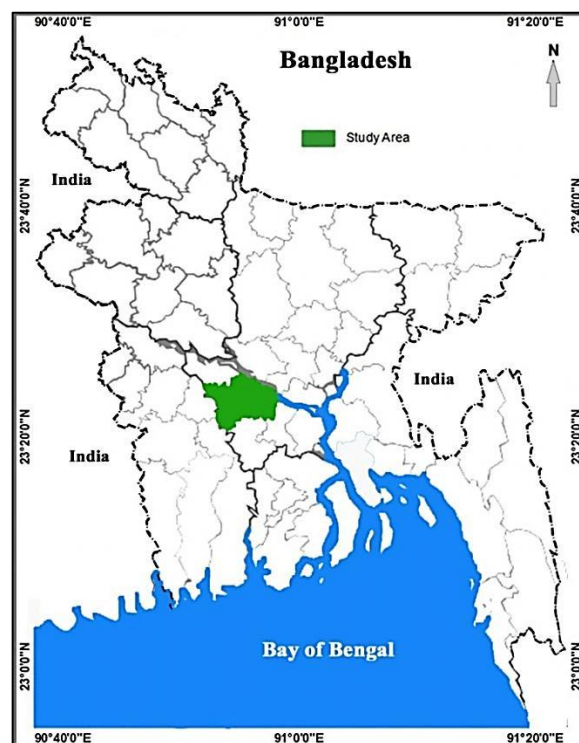 90°40'0"E 91°0'0"E 91°20'0"E
Bangladesh
N
Study Area
India
23°40'0"N 23°40'0"N
India
23°20'0"N 23°20'0"N
India
Bay of Bengal
23°0'0"N 23°0'0"N
90°40'0"E 91°0'0"E 91°20'0"E